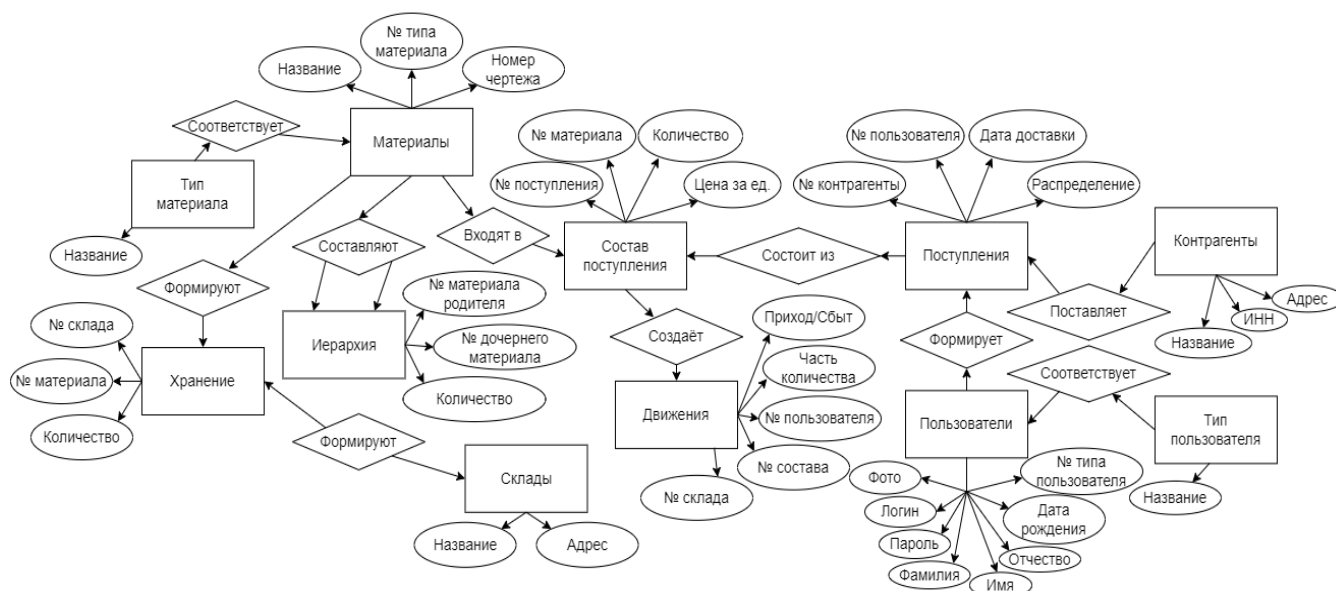 № типа
материала
Название
Номер
чертежа
Соответствует
Материалы
Тип
материала
Название
№ материала
Количество
№ поступления
Цена за ед.
№ пользователя
Дата доставки
№ контрагенты
Распределение
Формируют
Составляют
Входят в
Состав
поступления
Состоит из
Поступления
Контрагенты
Поставляет
Название
ИНН
Адрес
№ склада
№ материала
Количество
Хранение
Иерархия
№ материала
родителя
№ дочернего
материала
Количество
Создаёт
Приход/Сбыт
Часть
количества
Движения
№ пользователя
№ состава
№ склада
Формирует
Соответствует
Пользователи
Тип
пользователя
Название
Формируют
Склады
Название
Адрес
Фото
№ типа
пользователя
Логин
Дата
рождения
Пароль
Отчество
Фамилия
Имя